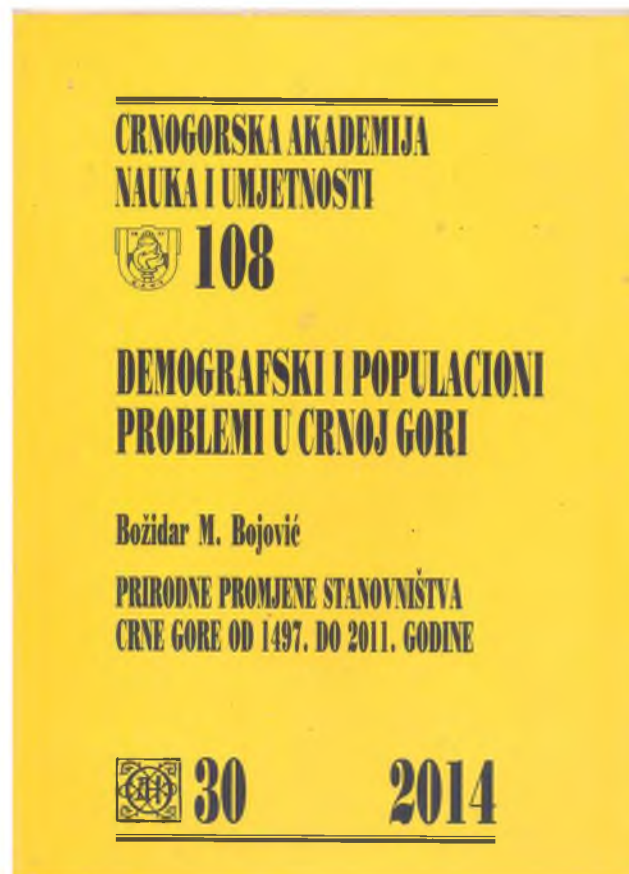 CRNOGORSKA AKADEMIJA
NAUKA I UMJETNOSTI
108
DEMOGRAFSKI I POPULACIONI
PROBLEMI U CRNOJ GORI
Božidar M. Bojović
PRIRODNE PROMJENE STANOVNIŠTVA
CRNE GORE OD 1497. DO 2011. GODINE
30 2014